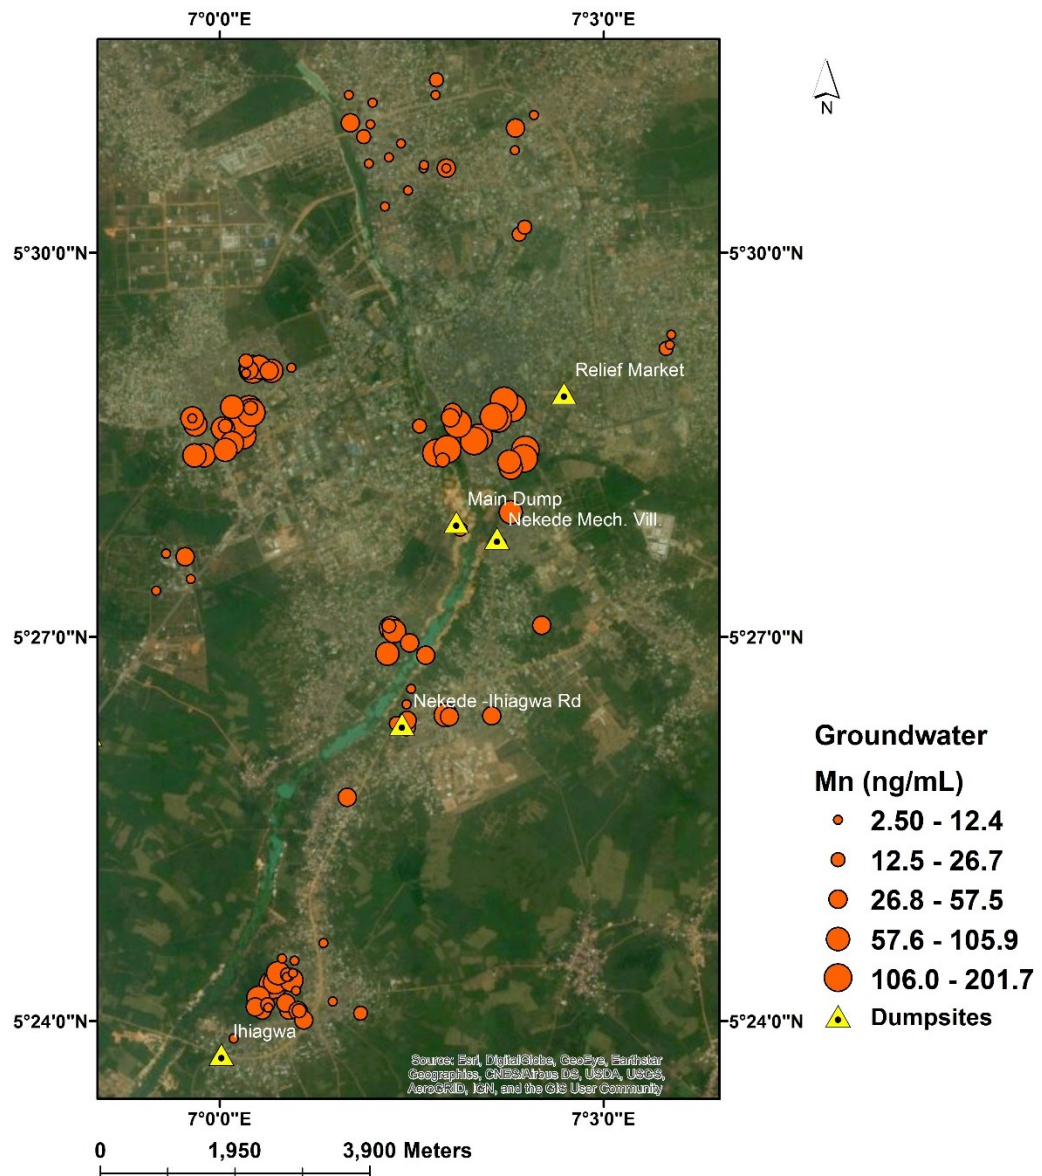 7°0'0"E
7°3'0"E
N
5°30'0"N
5°30'0"N
Relief Market
Main Dump
Nekede Mech. Vill.
5°27'0"N
5°27'0"N
Nekede -Ihiagwa Rd
Groundwater
Mn (ng/mL)
2.50 - 12.4
12.5 - 26.7
26.8 - 57.5
57.6 - 105.9
106.0 - 201.7
Dumpsites
5°24'0"N
5°24'0"N
Ihiagwa
Source: Esri, DigitalGlobe, GeoEye, Earthstar
Geographics, CNES/Airbus DS, USDA, USGS,
AeroGRID, IGN, and the GIS User Community
7°0'0"E
7°3'0"E
0 1,950 3,900 Meters